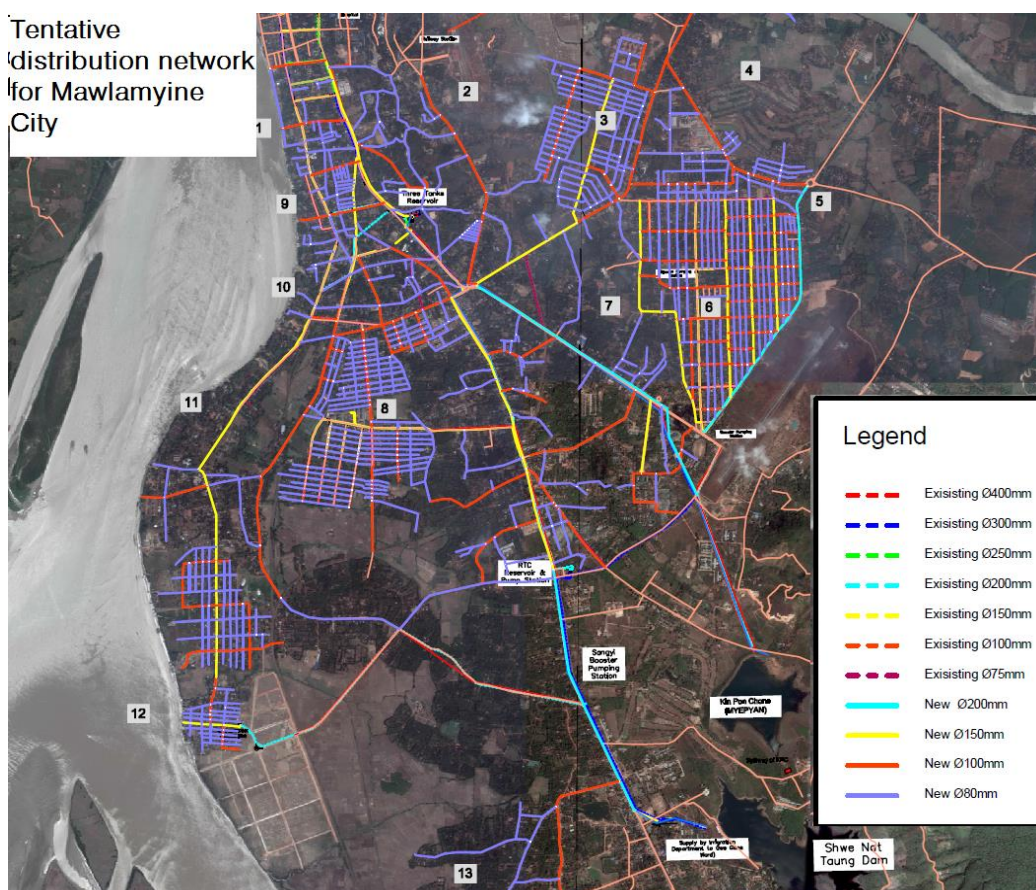 Tentative
distribution network
for Mawlamyine
City
1
2
3
4
5
6
7
8
9
10
11
12
13
Three Tanks
Reservoir
RTC
Reservoir &
Pump Station
Sangyi
Booster
Pumping
Station
Kin Pon Chone
(MYEPYAN)
Shwe Nat
Taung Dam
Legend
Exisisting Ø400mm
Exisisting Ø300mm
Exisisting Ø250mm
Exisisting Ø200mm
Exisisting Ø150mm
Exisisting Ø100mm
Exisisting Ø75mm
New Ø200mm
New Ø150mm
New Ø100mm
New Ø80mm